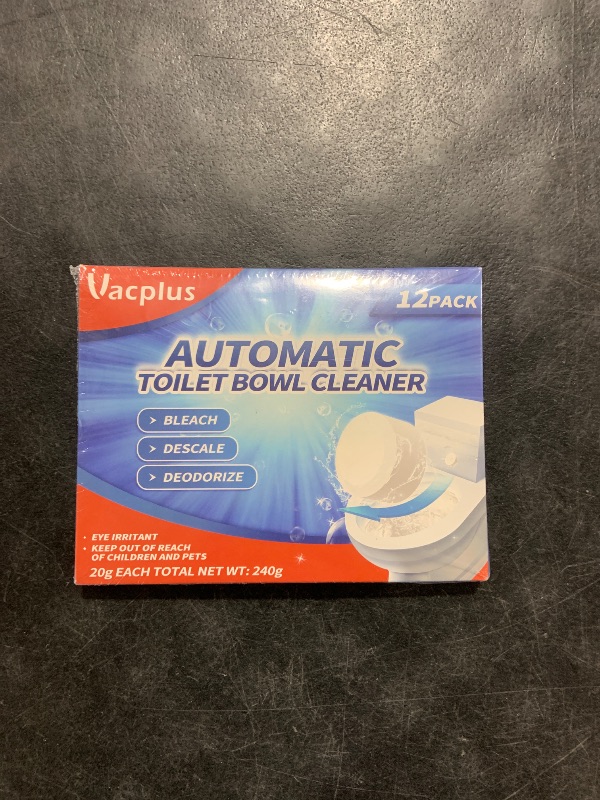 Vacplus
12PACK
AUTOMATIC
TOILET BOWL CLEANER
> BLEACH
> DESCALE
> DEODORIZE
• EYE IRRITANT
• KEEP OUT OF REACH
OF CHILDREN AND PETS
20g EACH TOTAL NET WT: 240g